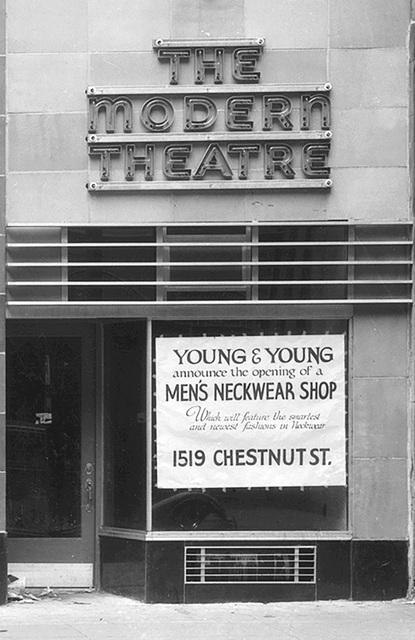 THE
MODERN
THEATRE
YOUNG & YOUNG
announce the opening of a
MEN'S NECKWEAR SHOP
Which will feature the smartest
and newest fashions in Neckwear
1519 CHESTNUT ST.